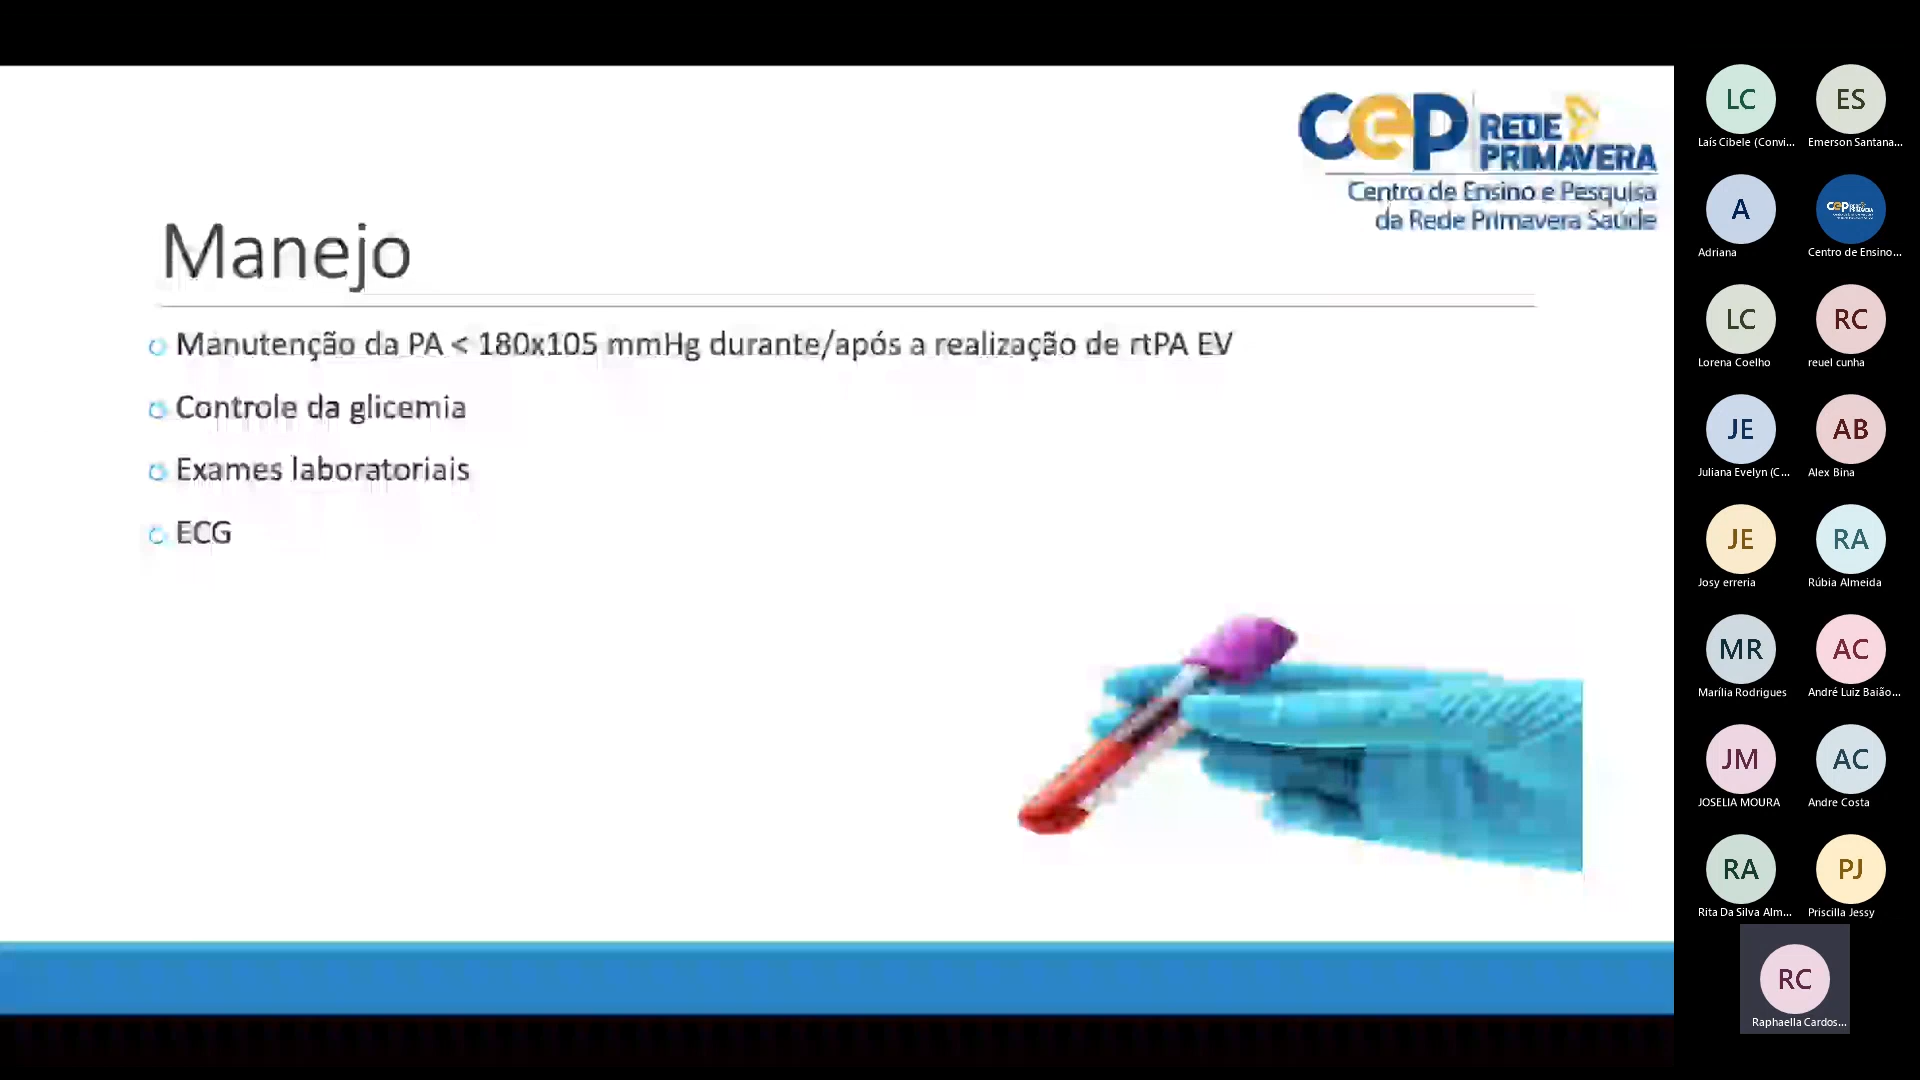 cep REDE PRIMAVERA
Centro de Ensino e Pesquisa
da Rede Primavera Saúde
Manejo
Manutenção da PA < 180x105 mmHg durante/após a realização de rtPA EV
Controle da glicemia
Exames laboratoriais
ECG
LC
Laís Cibele (Convi...
ES
Emerson Santana...
A
Adriana
cep
Centro de Ensino...
LC
Lorena Coelho
RC
reuel cunha
JE
Juliana Evelyn (C...
AB
Alex Bina
JE
Josy erreria
RA
Rúbia Almeida
MR
Marília Rodrigues
AC
André Luiz Baião...
JM
JOSELIA MOURA
AC
Andre Costa
RA
Rita Da Silva Alm...
PJ
Priscilla Jessy
RC
Raphaella Cardos...